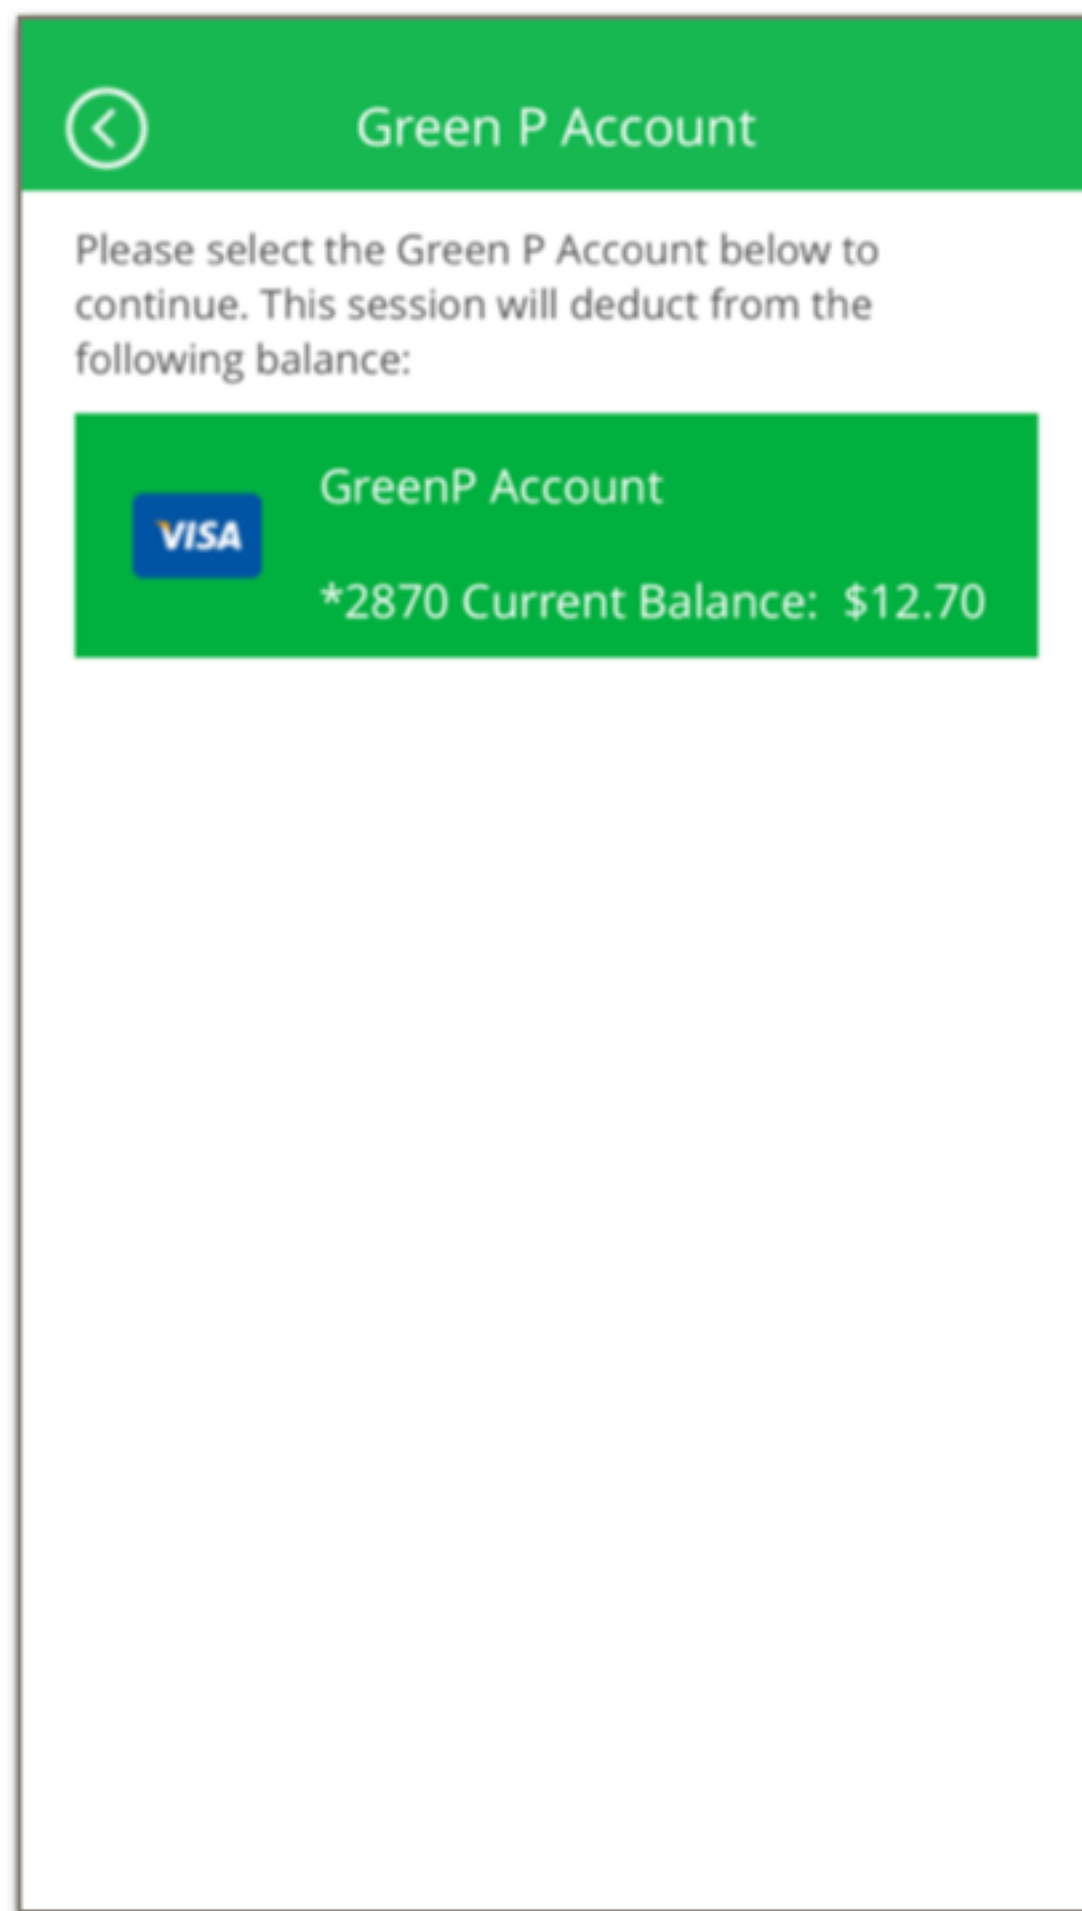 Green P Account
Please select the Green P Account below to
continue. This session will deduct from the
following balance:
GreenP Account
VISA
*2870 Current Balance: $12.70